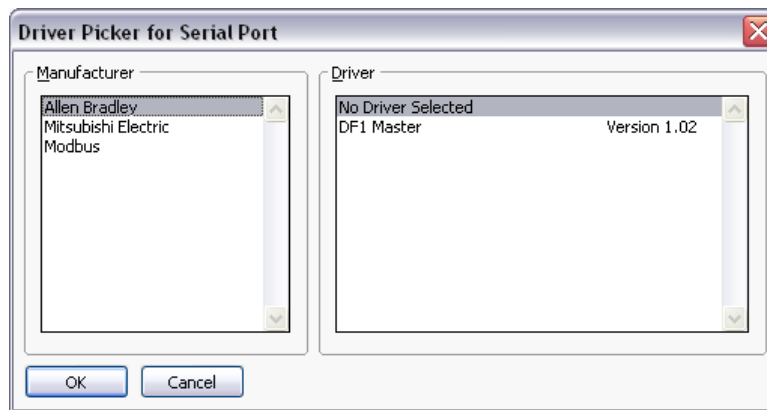 Driver Picker for Serial Port
Manufacturer
Allen Bradley
Mitsubishi Electric
Modbus
Driver
No Driver Selected
DF1 Master Version 1.02
OK Cancel